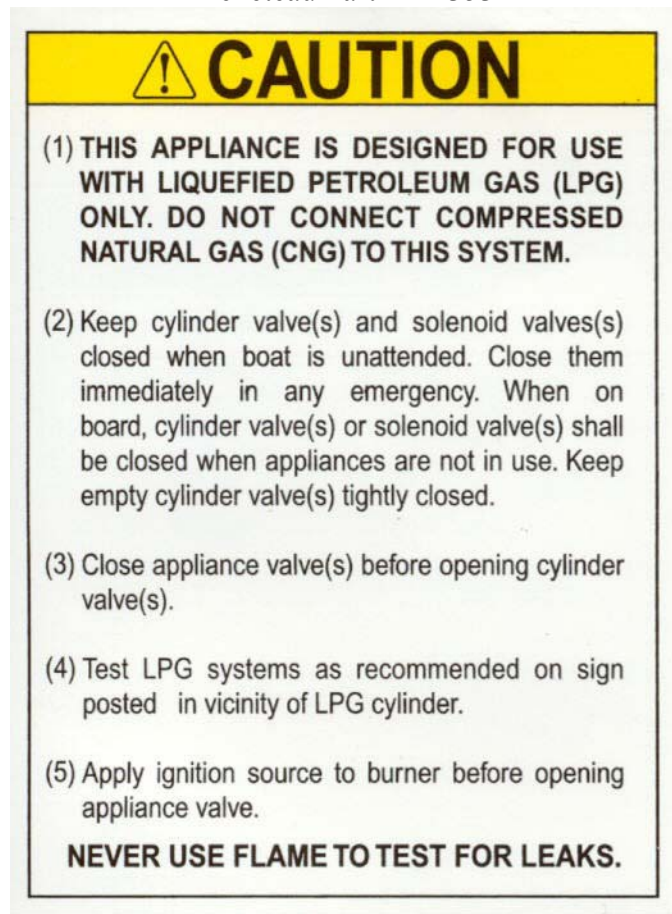 CAUTION
(1) THIS APPLIANCE IS DESIGNED FOR USE
WITH LIQUEFIED PETROLEUM GAS (LPG)
ONLY. DO NOT CONNECT COMPRESSED
NATURAL GAS (CNG) TO THIS SYSTEM.
(2) Keep cylinder valve(s) and solenoid valves(s)
closed when boat is unattended. Close them
immediately in any emergency. When on
board, cylinder valve(s) or solenoid valve(s) shall
be closed when appliances are not in use. Keep
empty cylinder valve(s) tightly closed.
(3) Close appliance valve(s) before opening cylinder
valve(s).
(4) Test LPG systems as recommended on sign
posted in vicinity of LPG cylinder.
(5) Apply ignition source to burner before opening
appliance valve.
NEVER USE FLAME TO TEST FOR LEAKS.